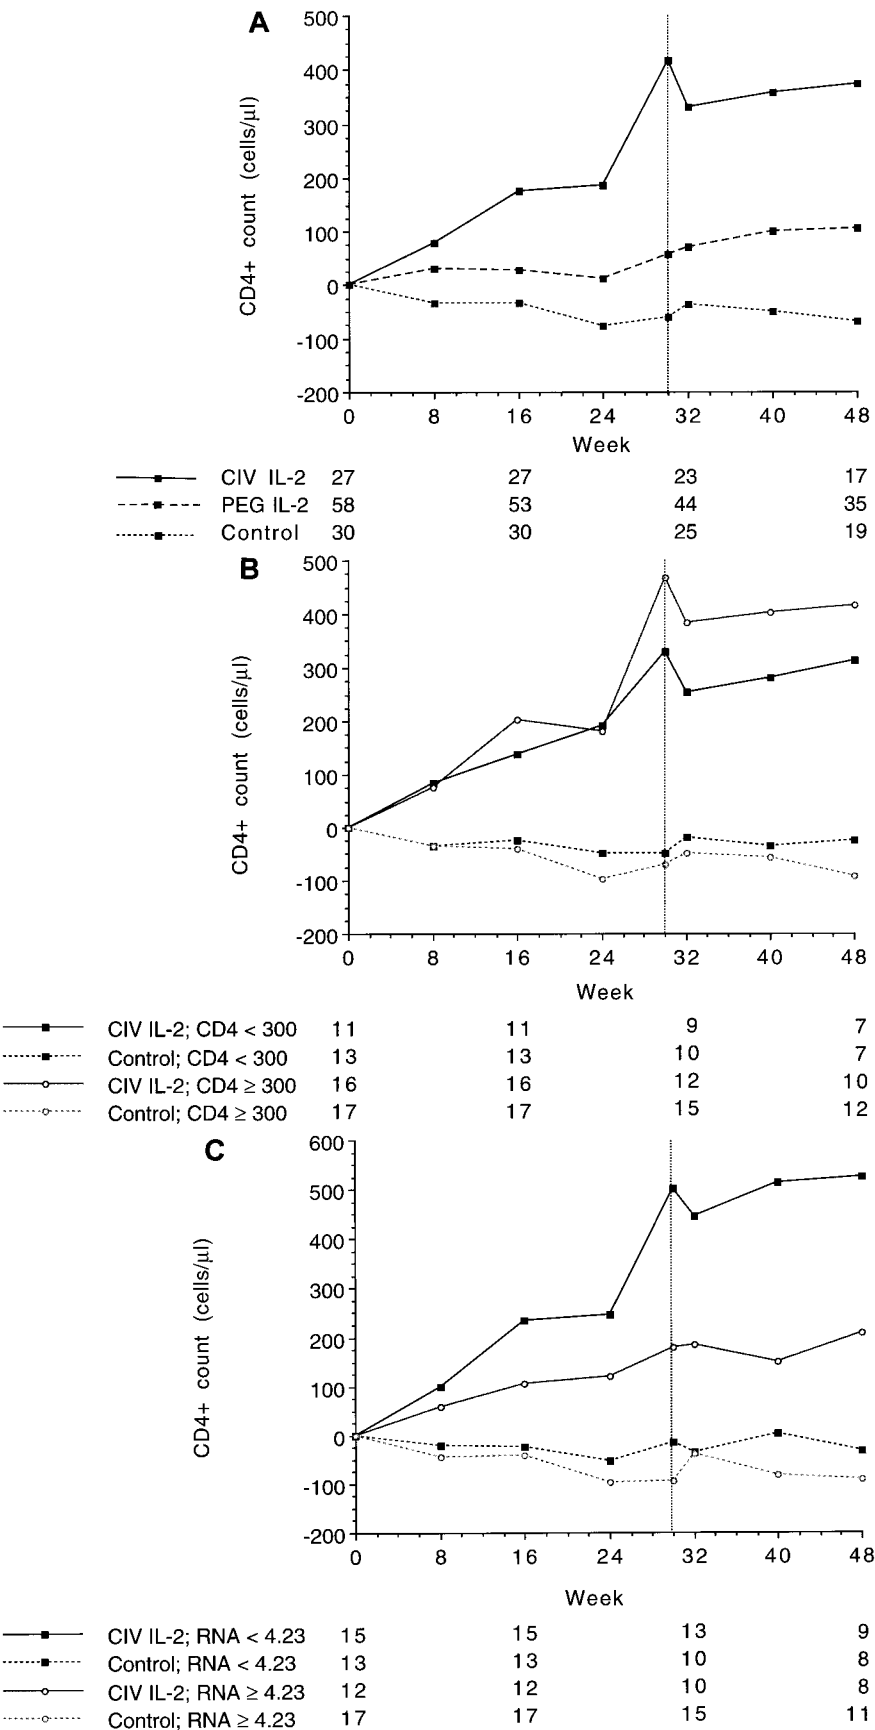 A
CD4+ count (cells/μl)
500
400
300
200
100
0
-100
-200
0 8 16 24 32 40 48
Week
CIV IL-2 27 27 23 17
PEG IL-2 58 53 44 35
Control 30 30 25 19
B
CD4+ count (cells/μl)
500
400
300
200
100
0
-100
-200
0 8 16 24 32 40 48
Week
CIV IL-2; CD4 < 300 11 11 9 7
Control; CD4 < 300 13 13 10 7
CIV IL-2; CD4 ≥ 300 16 16 12 10
Control; CD4 ≥ 300 17 17 15 12
C
CD4+ count (cells/μl)
600
500
400
300
200
100
0
-100
-200
0 8 16 24 32 40 48
Week
CIV IL-2; RNA < 4.23 15 15 13 9
Control; RNA < 4.23 13 13 10 8
CIV IL-2; RNA ≥ 4.23 12 12 10 8
Control; RNA ≥ 4.23 17 17 15 11